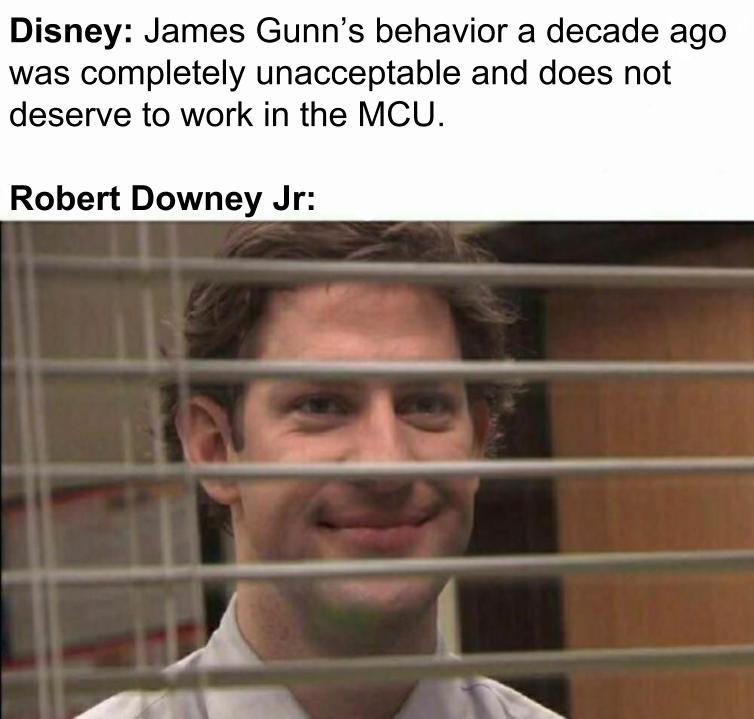 Disney: James Gunn’s behavior a decade ago
was completely unacceptable and does not
deserve to work in the MCU.
Robert Downey Jr: